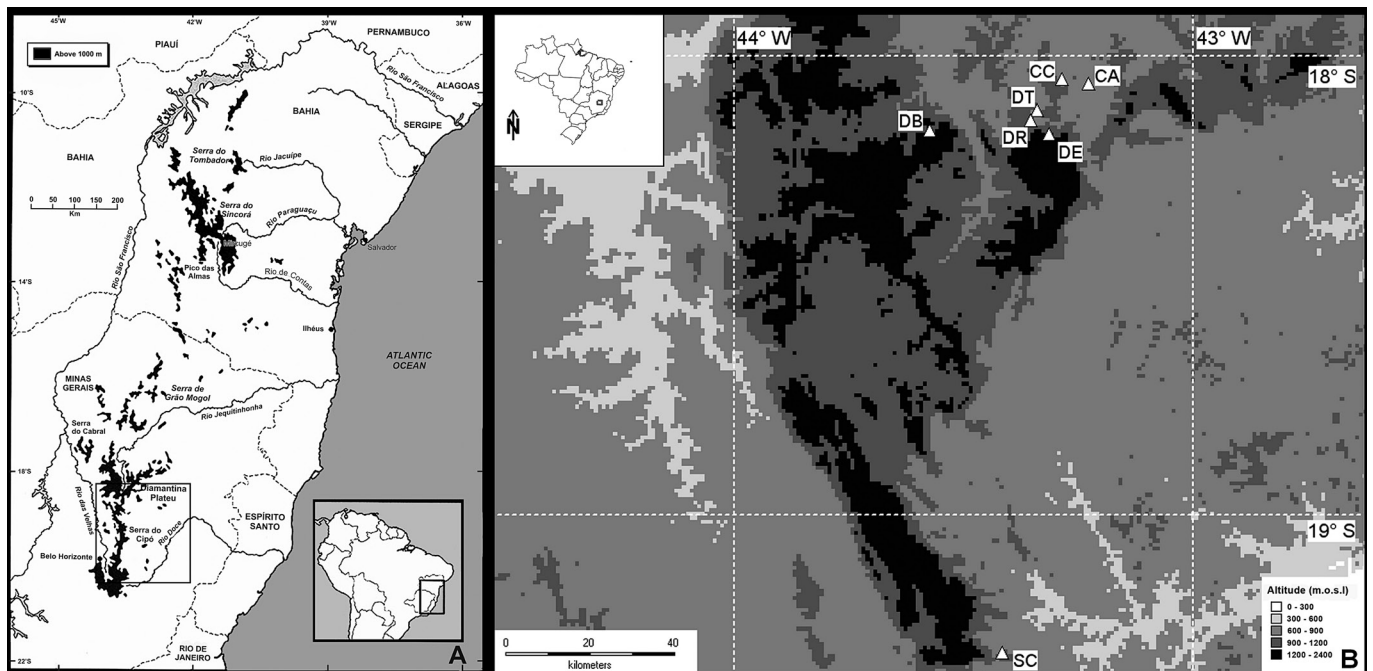 45°W
42°W
39°W
36°W
Above 1000 m
PIAUÍ
PERNAMBUCO
Rio São Francisco
ALAGOAS
10°S
BAHIA
SERGIPE
BAHIA
Serra do
Tombador
Rio Jacuípe
0 50 100 150 200
Km
Serra do
Sincorá
Rio Paraguaçu
Mucugê
Salvador
Rio São Francisco
Pico das
Almas
Rio de Contas
14°S
Ilhéus
ATLANTIC
OCEAN
MINAS
GERAIS
Serra de
Grão Mogol
Rio Jequitinhonha
Serra
do Cabral
18°S
Diamantina
Plateu
Rio das Velhas
Serra do
Cipó
Rio Doce
ESPÍRITO
SANTO
Belo Horizonte
RIO DE
JANEIRO
22°S
A
N
44° W
43° W
18° S
CC
CA
DT
DB
DR
DE
19° S
Altitude (m.o.s.l)
0 - 300
300 - 600
600 - 900
900 - 1200
1200 - 2400
0 20 40
kilometers
SC
B